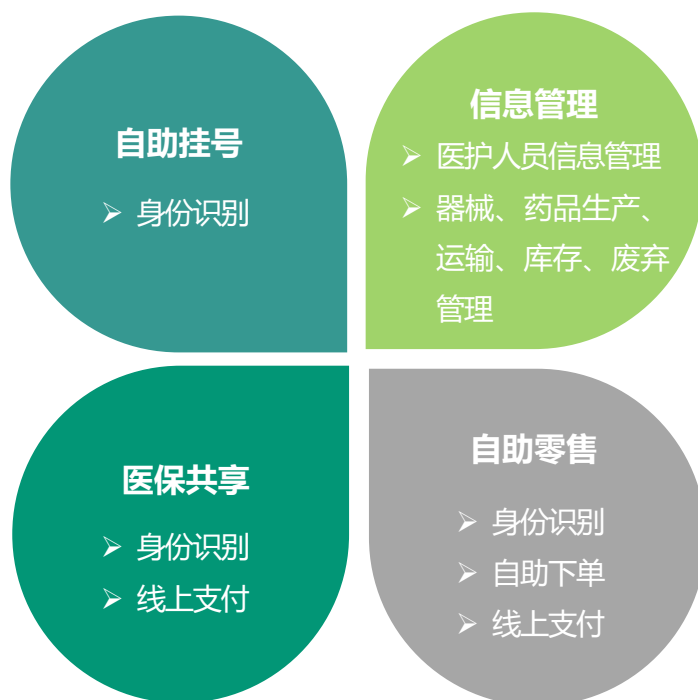 自助挂号
➢ 身份识别
信息管理
➢ 医护人员信息管理
➢ 器械、药品生产、
运输、库存、废弃
管理
医保共享
➢ 身份识别
➢ 线上支付
自助零售
➢ 身份识别
➢ 自助下单
➢ 线上支付